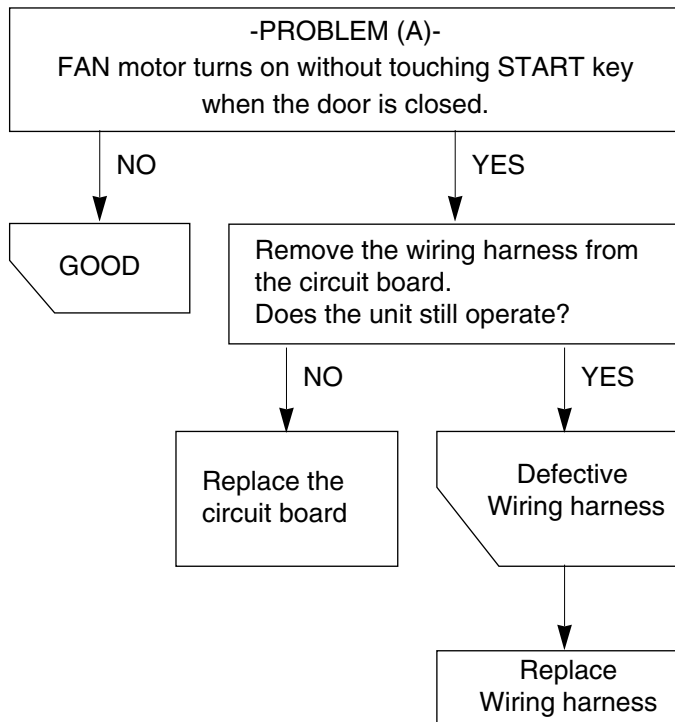 -PROBLEM (A)-
FAN motor turns on without touching START key
when the door is closed.
NO
YES
GOOD
Remove the wiring harness from
the circuit board.
Does the unit still operate?
NO
YES
Replace the
circuit board
Defective
Wiring harness
Replace
Wiring harness